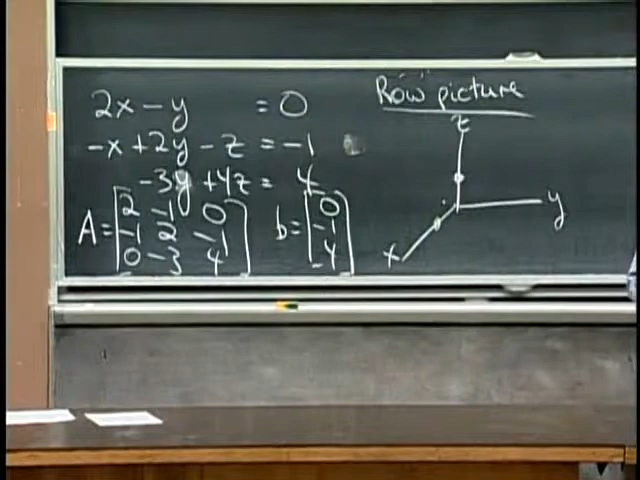 2x - y = 0
-x + 2y - z = -1
-3y + 4z = 4
A = [2 -1 0
-1 2 -1
0 -3 4]
b = [0
-1
4]
"Row" picture
z
y
x